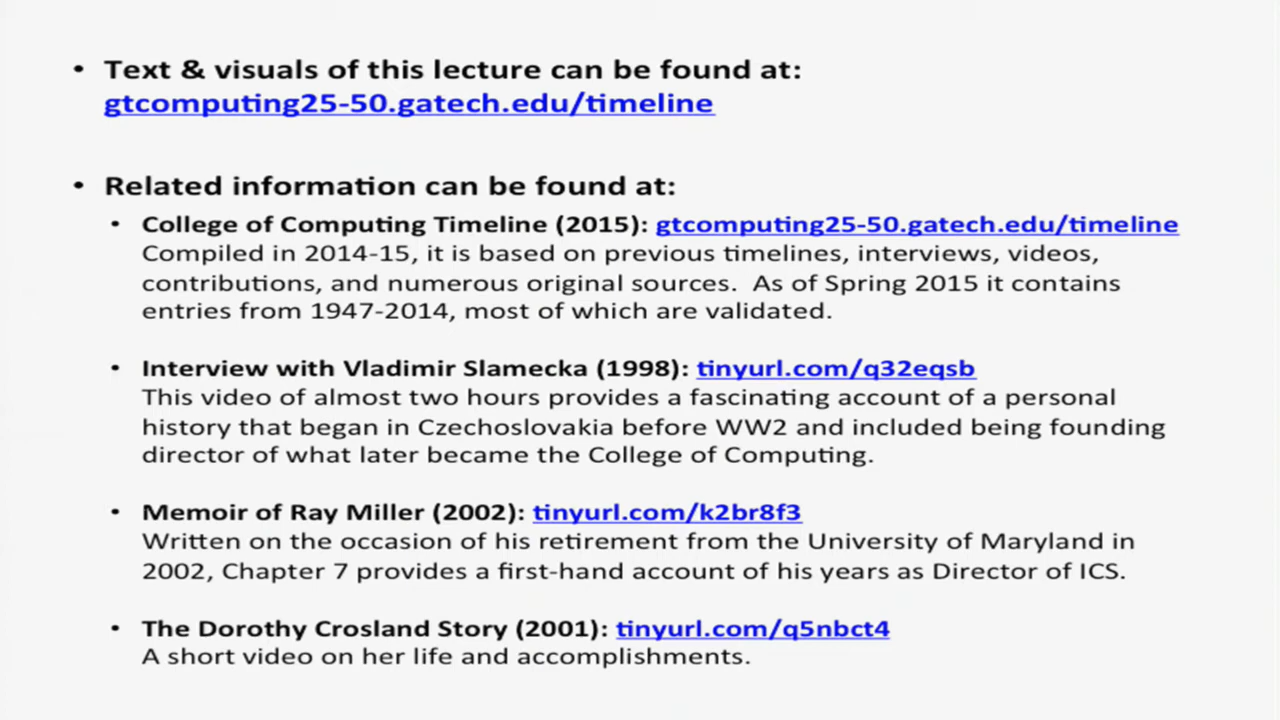 • Text & visuals of this lecture can be found at:
gtcomputing25-50.gatech.edu/timeline
• Related information can be found at:
• College of Computing Timeline (2015): gtcomputing25-50.gatech.edu/timeline
Compiled in 2014-15, it is based on previous timelines, interviews, videos,
contributions, and numerous original sources. As of Spring 2015 it contains
entries from 1947-2014, most of which are validated.
• Interview with Vladimir Slamecka (1998): tinyurl.com/q32eqsb
This video of almost two hours provides a fascinating account of a personal
history that began in Czechoslovakia before WW2 and included being founding
director of what later became the College of Computing.
• Memoir of Ray Miller (2002): tinyurl.com/k2br8f3
Written on the occasion of his retirement from the University of Maryland in
2002, Chapter 7 provides a first-hand account of his years as Director of ICS.
• The Dorothy Crosland Story (2001): tinyurl.com/q5nbct4
A short video on her life and accomplishments.